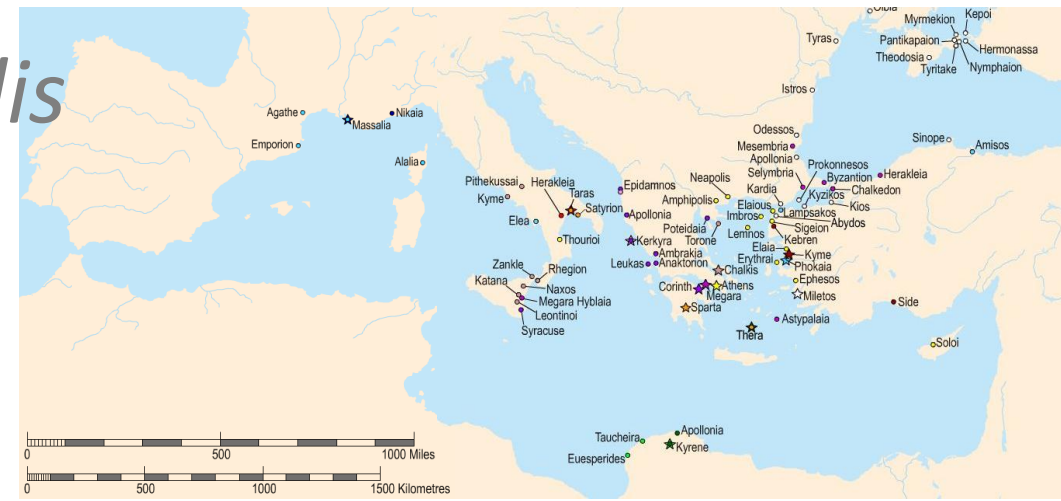 lis
Olbia
Kepoi
Myrmekion
Tyras
Pantikapaion
Hermonassa
Theodosia
Nymphaion
Tyritake
Istros
Agathe
Nikaia
Massalia
Odessos
Sinope
Amisos
Emporion
Mesembria
Alalia
Apollonia
Prokonnesos
Selymbria
Byzantion
Herakleia
Pithekussai
Herakleia
Taras
Epidamnos
Neapolis
Kardia
Kyzikos
Chalkedon
Kyme
Satyrion
Amphipolis
Elaious
Lampsakos
Kios
Apollonia
Imbros
Abydos
Elea
Poteidaia
Sigeion
Thourioi
Kerkyra
Torone
Lemnos
Kebren
Ambrakia
Elaia
Kyme
Zankle
Rhegion
Leukas
Anaktorion
Chalkis
Erythrai
Phokaia
Katana
Naxos
Corinth
Athens
Ephesos
Megara Hyblaia
Megara
Miletos
Leontinoi
Sparta
Side
Syracuse
Thera
Astypalaia
Soloi
Taucheira
Apollonia
Kyrene
Euesperides
0 500 1000 Miles
0 500 1000 1500 Kilometres